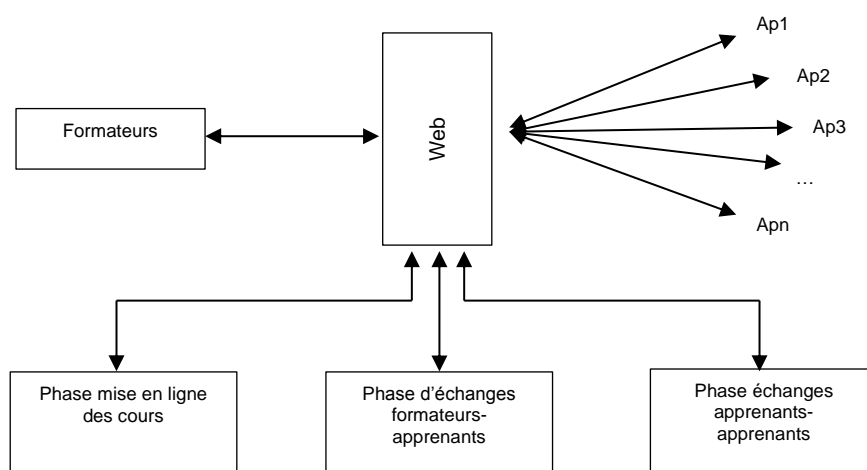 Ap1
Ap2
Formateurs
Web
Ap3
…
Apn
Phase mise en ligne
des cours
Phase d’échanges
formateurs-
apprenants
Phase échanges
apprenants-
apprenants